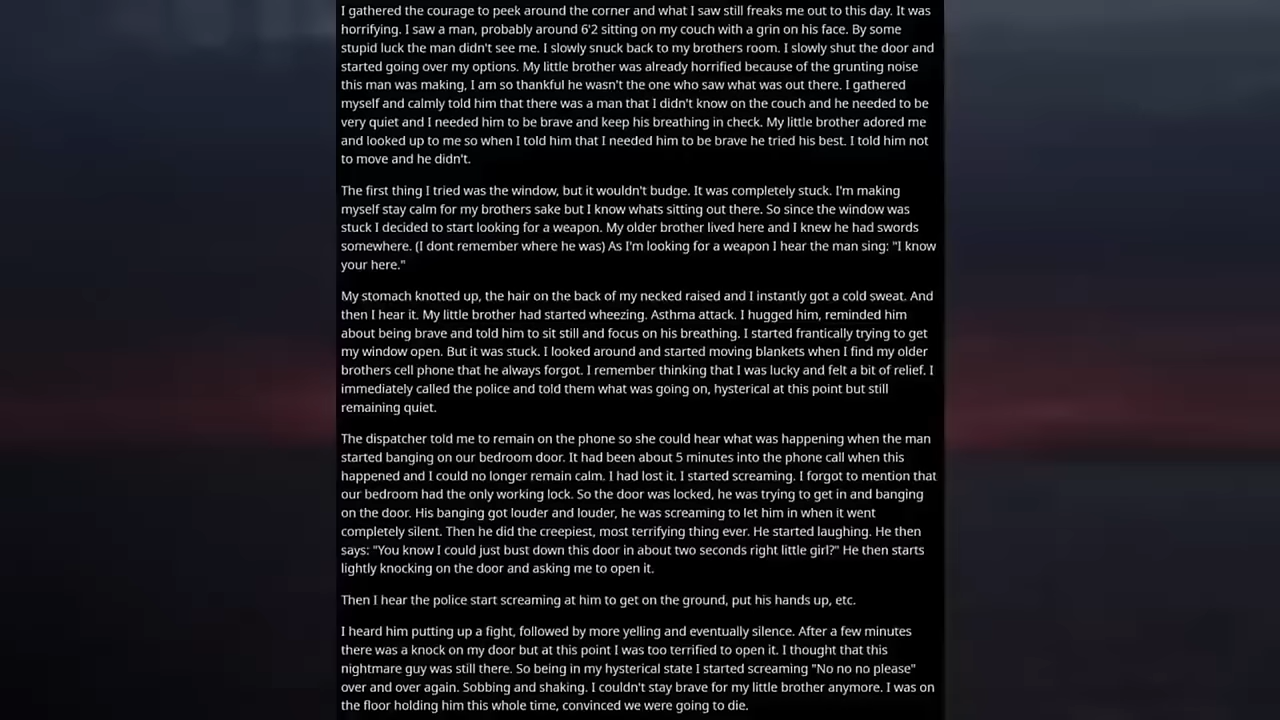 I gathered the courage to peek around the corner and what I saw still freaks me out to this day. It was
horrifying. I saw a man, probably around 6'2 sitting on my couch with a grin on his face. By some
stupid luck the man didn't see me. I slowly snuck back to my brothers room. I slowly shut the door and
started going over my options. My little brother was already horrified because of the grunting noise
this man was making, I am so thankful he wasn't the one who saw what was out there. I gathered
myself and calmly told him that there was a man that I didn't know on the couch and he needed to be
very quiet and I needed him to be brave and keep his breathing in check. My little brother adored me
and looked up to me so when I told him that I needed him to be brave he tried his best. I told him not
to move and he didn't.
The first thing I tried was the window, but it wouldn't budge. It was completely stuck. I'm making
myself stay calm for my brothers sake but I know whats sitting out there. So since the window was
stuck I decided to start looking for a weapon. My older brother lived here and I knew he had swords
somewhere. (I dont remember where he was) As I'm looking for a weapon I hear the man sing: "I know
your here."
My stomach knotted up, the hair on the back of my necked raised and I instantly got a cold sweat. And
then I hear it. My little brother had started wheezing. Asthma attack. I hugged him, reminded him
about being brave and told him to sit still and focus on his breathing. I started frantically trying to get
my window open. But it was stuck. I looked around and started moving blankets when I find my older
brothers cell phone that he always forgot. I remember thinking that I was lucky and felt a bit of relief. I
immediately called the police and told them what was going on, hysterical at this point but still
remaining quiet.
The dispatcher told me to remain on the phone so she could hear what was happening when the man
started banging on our bedroom door. It had been about 5 minutes into the phone call when this
happened and I could no longer remain calm. I had lost it. I started screaming. I forgot to mention that
our bedroom had the only working lock. So the door was locked, he was trying to get in and banging
on the door. His banging got louder and louder, he was screaming to let him in when it went
completely silent. Then he did the creepiest, most terrifying thing ever. He started laughing. He then
says: "You know I could just bust down this door in about two seconds right little girl?" He then starts
lightly knocking on the door and asking me to open it.
Then I hear the police start screaming at him to get on the ground, put his hands up, etc.
I heard him putting up a fight, followed by more yelling and eventually silence. After a few minutes
there was a knock on my door but at this point I was too terrified to open it. I thought that this
nightmare guy was still there. So being in my hysterical state I started screaming "No no no please"
over and over again. Sobbing and shaking. I couldn't stay brave for my little brother anymore. I was on
the floor holding him this whole time, convinced we were going to die.